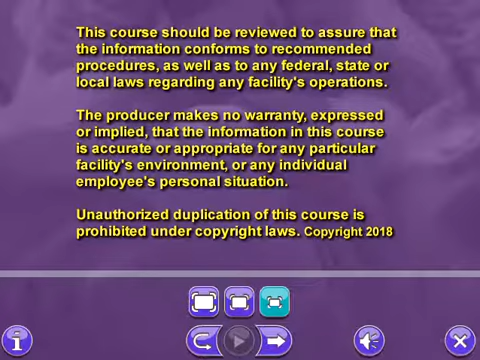 This course should be reviewed to assure that
the information conforms to recommended
procedures, as well as to any federal, state or
local laws regarding any facility's operations.
The producer makes no warranty, expressed
or implied, that the information in this course
is accurate or appropriate for any particular
facility's environment, or any individual
employee's personal situation.
Unauthorized duplication of this course is
prohibited under copyright laws. Copyright 2018